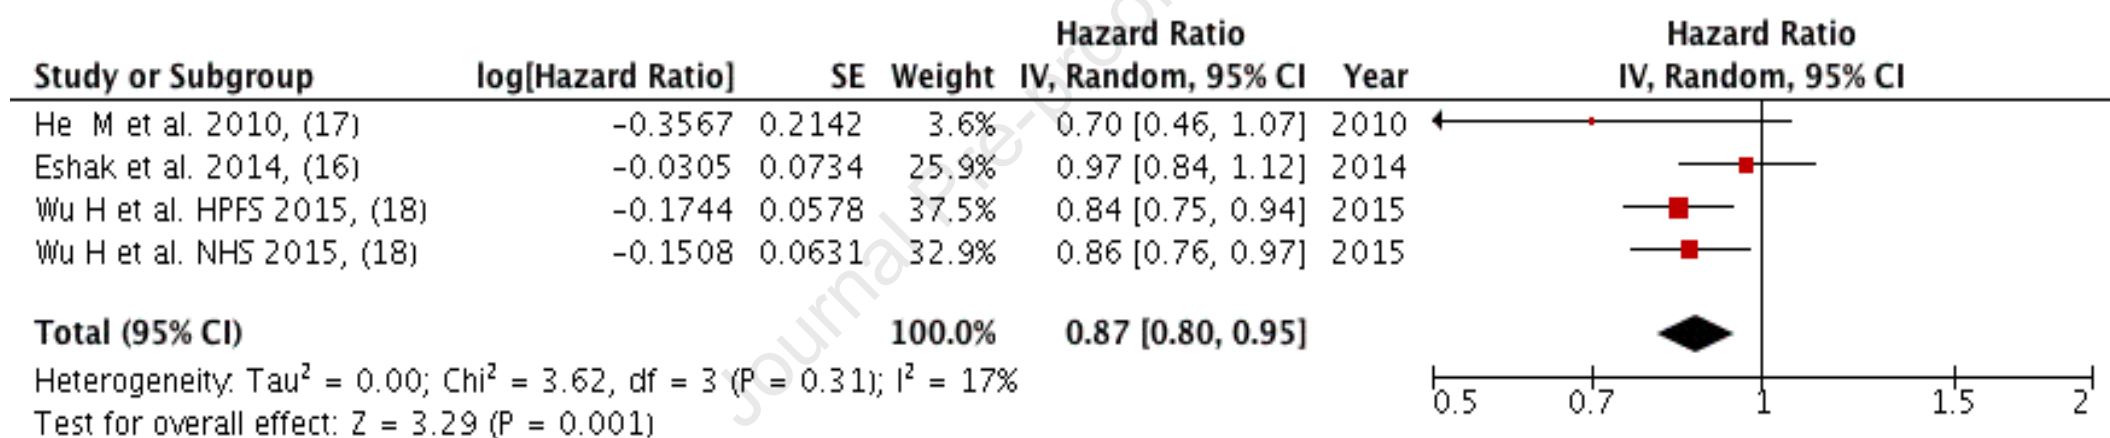 Hazard Ratio Hazard Ratio
Study or Subgroup log[Hazard Ratio] SE Weight IV, Random, 95% CI Year IV, Random, 95% CI
He M et al. 2010, (17) −0.3567 0.2142 3.6% 0.70 [0.46, 1.07] 2010
Eshak et al. 2014, (16) −0.0305 0.0734 25.9% 0.97 [0.84, 1.12] 2014
Wu H et al. HPFS 2015, (18) −0.1744 0.0578 37.5% 0.84 [0.75, 0.94] 2015
Wu H et al. NHS 2015, (18) −0.1508 0.0631 32.9% 0.86 [0.76, 0.97] 2015
Total (95% CI) 100.0% 0.87 [0.80, 0.95]
Heterogeneity: Tau² = 0.00; Chi² = 3.62, df = 3 (P = 0.31); I² = 17%
Test for overall effect: Z = 3.29 (P = 0.001)
0.5 0.7 1 1.5 2
Journal Pre-proof